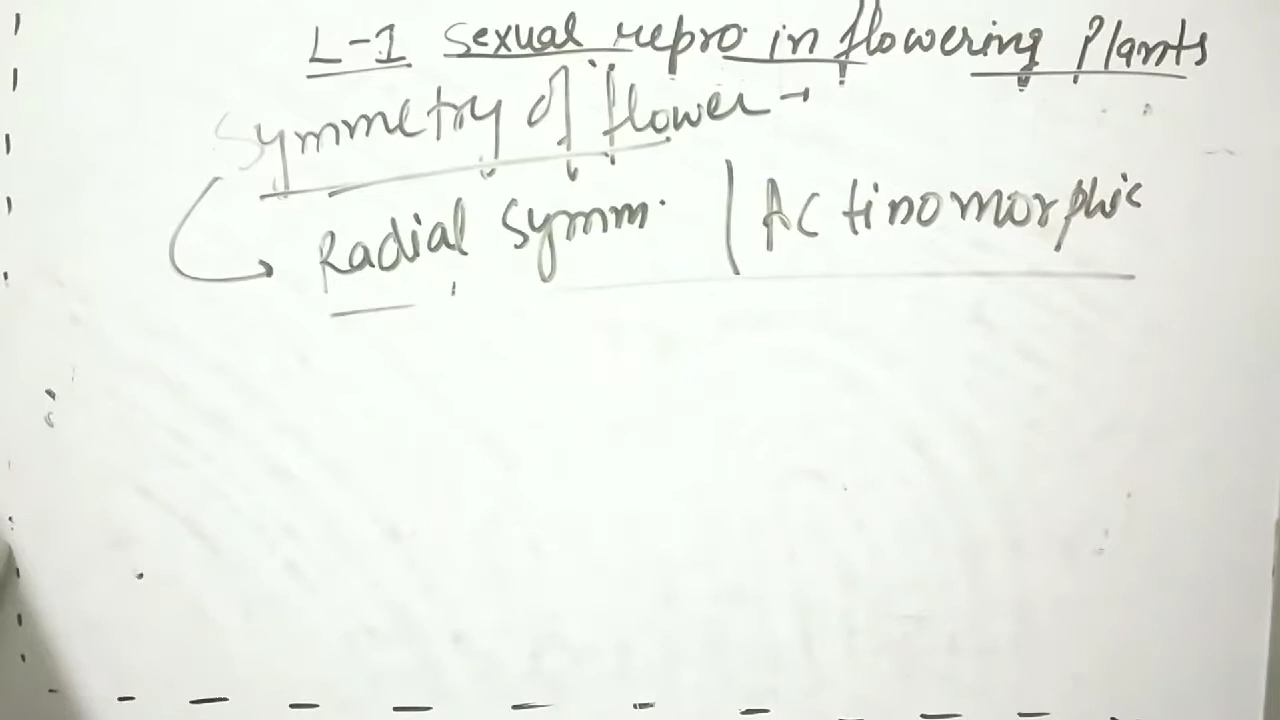 L-1 Sexual repro. in flowering Plants
Symmetry of flower →
Radial Symm. | Actinomorphic